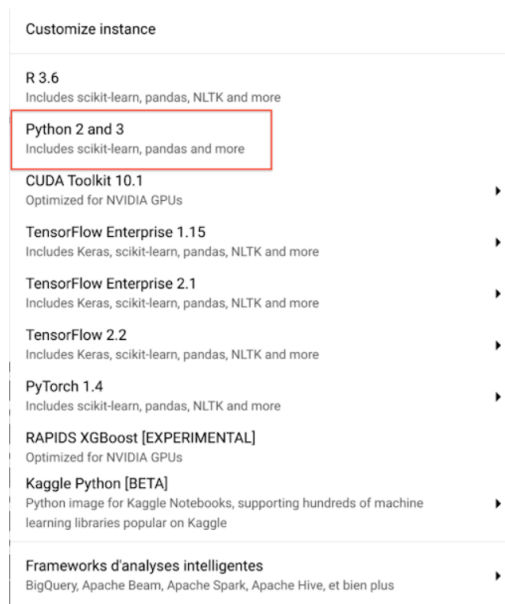 Customize instance
R 3.6
Includes scikit-learn, pandas, NLTK and more
Python 2 and 3
Includes scikit-learn, pandas and more
CUDA Toolkit 10.1
Optimized for NVIDIA GPUs
TensorFlow Enterprise 1.15
Includes Keras, scikit-learn, pandas, NLTK and more
TensorFlow Enterprise 2.1
Includes Keras, scikit-learn, pandas, NLTK and more
TensorFlow 2.2
Includes Keras, scikit-learn, pandas, NLTK and more
PyTorch 1.4
Includes scikit-learn, pandas, NLTK and more
RAPIDS XGBoost [EXPERIMENTAL]
Optimized for NVIDIA GPUs
Kaggle Python [BETA]
Python image for Kaggle Notebooks, supporting hundreds of machine
learning libraries popular on Kaggle
Frameworks d'analyses intelligentes
BigQuery, Apache Beam, Apache Spark, Apache Hive, et bien plus